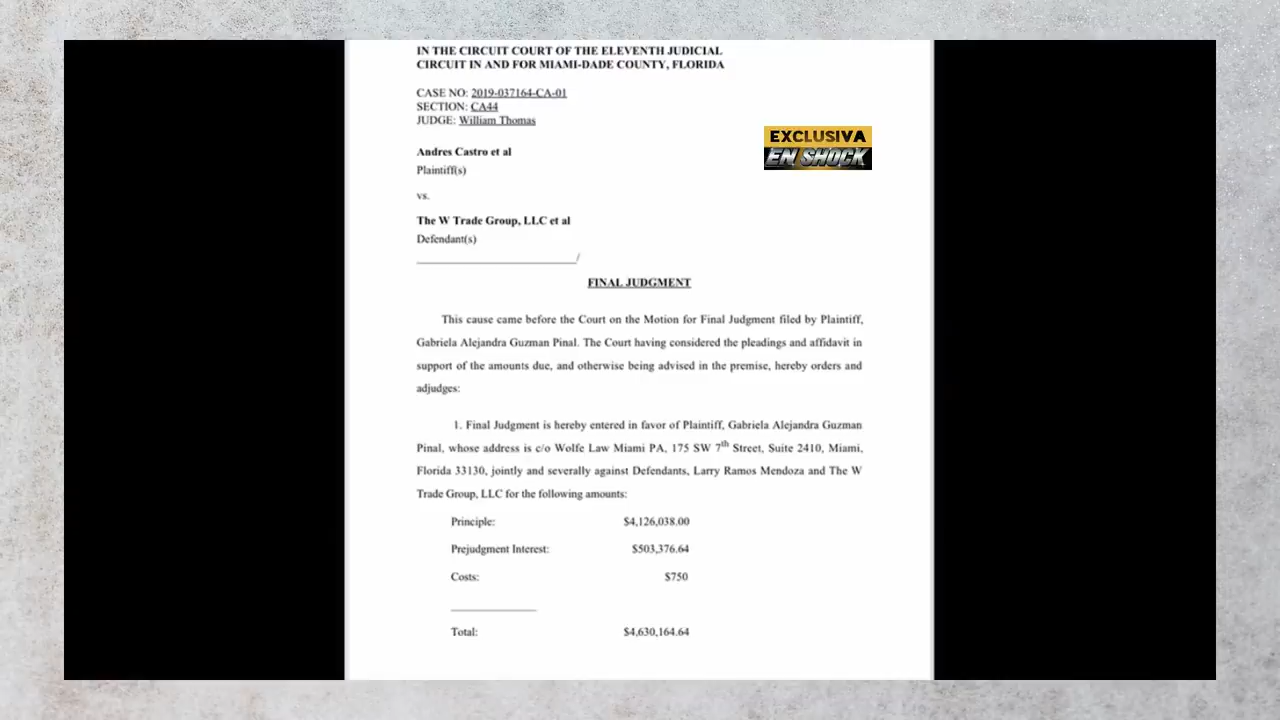 IN THE CIRCUIT COURT OF THE ELEVENTH JUDICIAL
CIRCUIT IN AND FOR MIAMI-DADE COUNTY, FLORIDA
CASE NO: 2019-037164-CA-01
SECTION: CA44
JUDGE: William Thomas
EXCLUSIVA
EN SHOCK
Andres Castro et al
Plaintiff(s)
vs.
The W Trade Group, LLC et al
Defendant(s)
____________________________/
FINAL JUDGMENT
This cause came before the Court on the Motion for Final Judgment filed by Plaintiff,
Gabriela Alejandra Guzman Pinal. The Court having considered the pleadings and affidavit in
support of the amounts due, and otherwise being advised in the premise, hereby orders and
adjudges:
1. Final Judgment is hereby entered in favor of Plaintiff, Gabriela Alejandra Guzman
Pinal, whose address is c/o Wolfe Law Miami PA, 175 SW 7th Street, Suite 2410, Miami,
Florida 33130, jointly and severally against Defendants, Larry Ramos Mendoza and The W
Trade Group, LLC for the following amounts:
Principle: $4,126,038.00
Prejudgment Interest: $503,376.64
Costs: $750
Total: $4,630,164.64